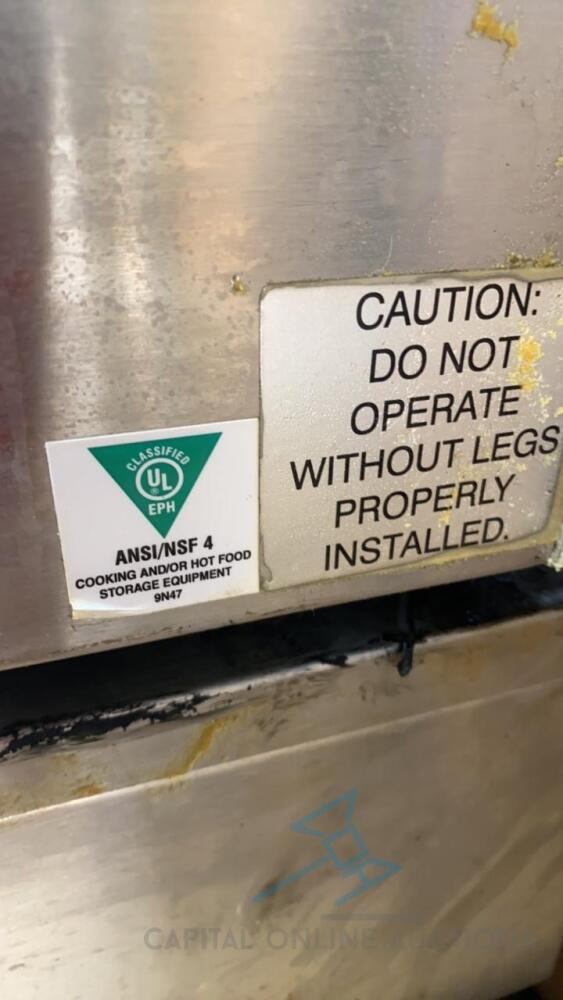 CAUTION:
DO NOT
OPERATE
WITHOUT LEGS
PROPERLY
INSTALLED.
CLASSIFIED
UL
®
EPH
ANSI/NSF 4
COOKING AND/OR HOT FOOD
STORAGE EQUIPMENT
9N47
CAPITAL ONLINE AUCTIONS